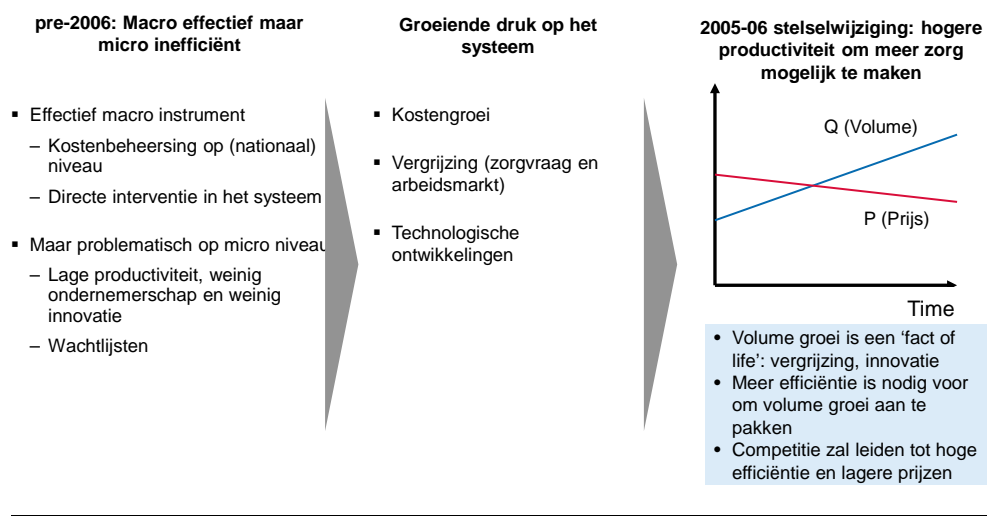 pre-2006: Macro effectief maar
micro inefficiënt
▪ Effectief macro instrument
– Kostenbeheersing op (nationaal)
niveau
– Directe interventie in het systeem
▪ Maar problematisch op micro niveau
– Lage productiviteit, weinig
ondernemerschap en weinig
innovatie
– Wachtlijsten
Groeiende druk op het
systeem
▪ Kostengroei
▪ Vergrijzing (zorgvraag en
arbeidsmarkt)
▪ Technologische
ontwikkelingen
2005-06 stelselwijziging: hogere
productiviteit om meer zorg
mogelijk te maken
Q (Volume)
P (Prijs)
Time
• Volume groei is een ‘fact of
life’: vergrijzing, innovatie
• Meer efficiëntie is nodig voor
om volume groei aan te
pakken
• Competitie zal leiden tot hoge
efficiëntie en lagere prijzen